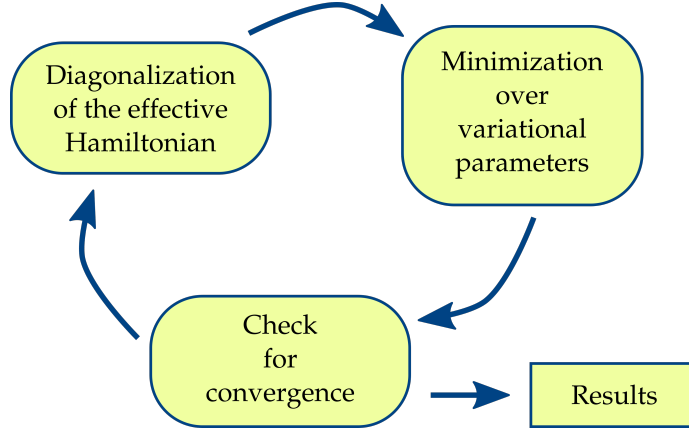 Diagonalization
of the effective
Hamiltonian
Minimization
over
variational
parameters
Check
for
convergence
Results